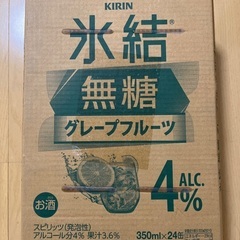 KIRIN
氷結®
無糖
グレープフルーツ
ALC.
4%
お酒
スピリッツ(発泡性)
アルコール分4% 果汁3.6%
350ml×24缶